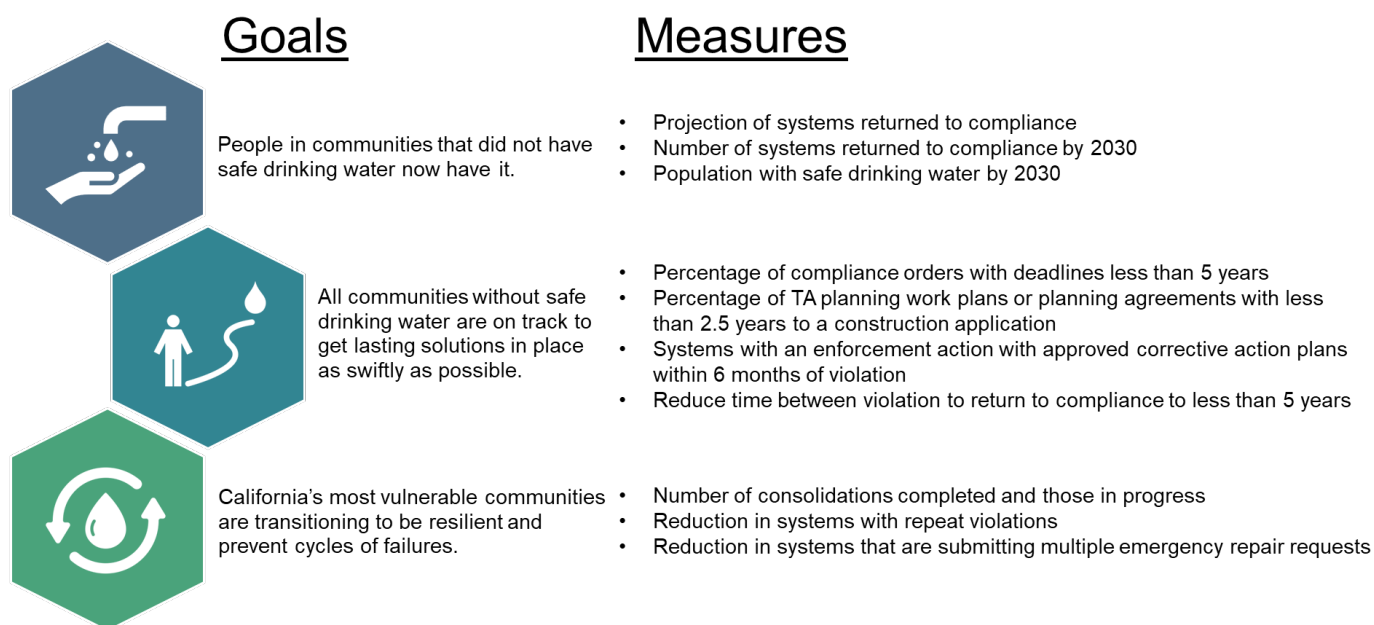 Goals
Measures
People in communities that did not have
safe drinking water now have it.
• Projection of systems returned to compliance
• Number of systems returned to compliance by 2030
• Population with safe drinking water by 2030
All communities without safe
drinking water are on track to
get lasting solutions in place
as swiftly as possible.
• Percentage of compliance orders with deadlines less than 5 years
• Percentage of TA planning work plans or planning agreements with less
than 2.5 years to a construction application
• Systems with an enforcement action with approved corrective action plans
within 6 months of violation
• Reduce time between violation to return to compliance to less than 5 years
California’s most vulnerable communities
are transitioning to be resilient and
prevent cycles of failures.
• Number of consolidations completed and those in progress
• Reduction in systems with repeat violations
• Reduction in systems that are submitting multiple emergency repair requests